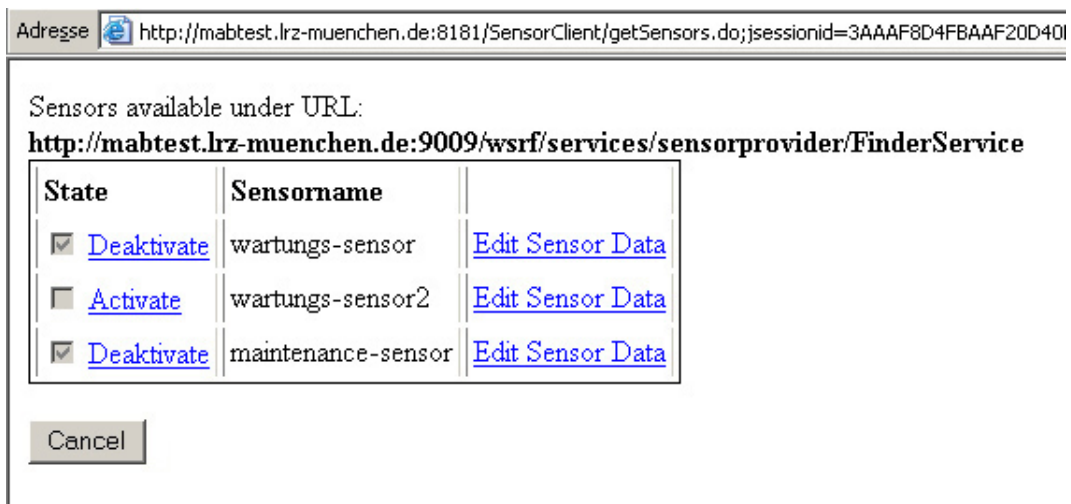 Adresse http://mabtest.lrz-muenchen.de:8181/SensorClient/getSensors.do;jsessionid=3AAAF8D4FBAAF20D40
Sensors available under URL:
http://mabtest.lrz-muenchen.de:9009/wsrf/services/sensorprovider/FinderService
State Sensorname
Deaktivate wartungs-sensor Edit Sensor Data
Activate wartungs-sensor2 Edit Sensor Data
Deaktivate maintenance-sensor Edit Sensor Data
Cancel